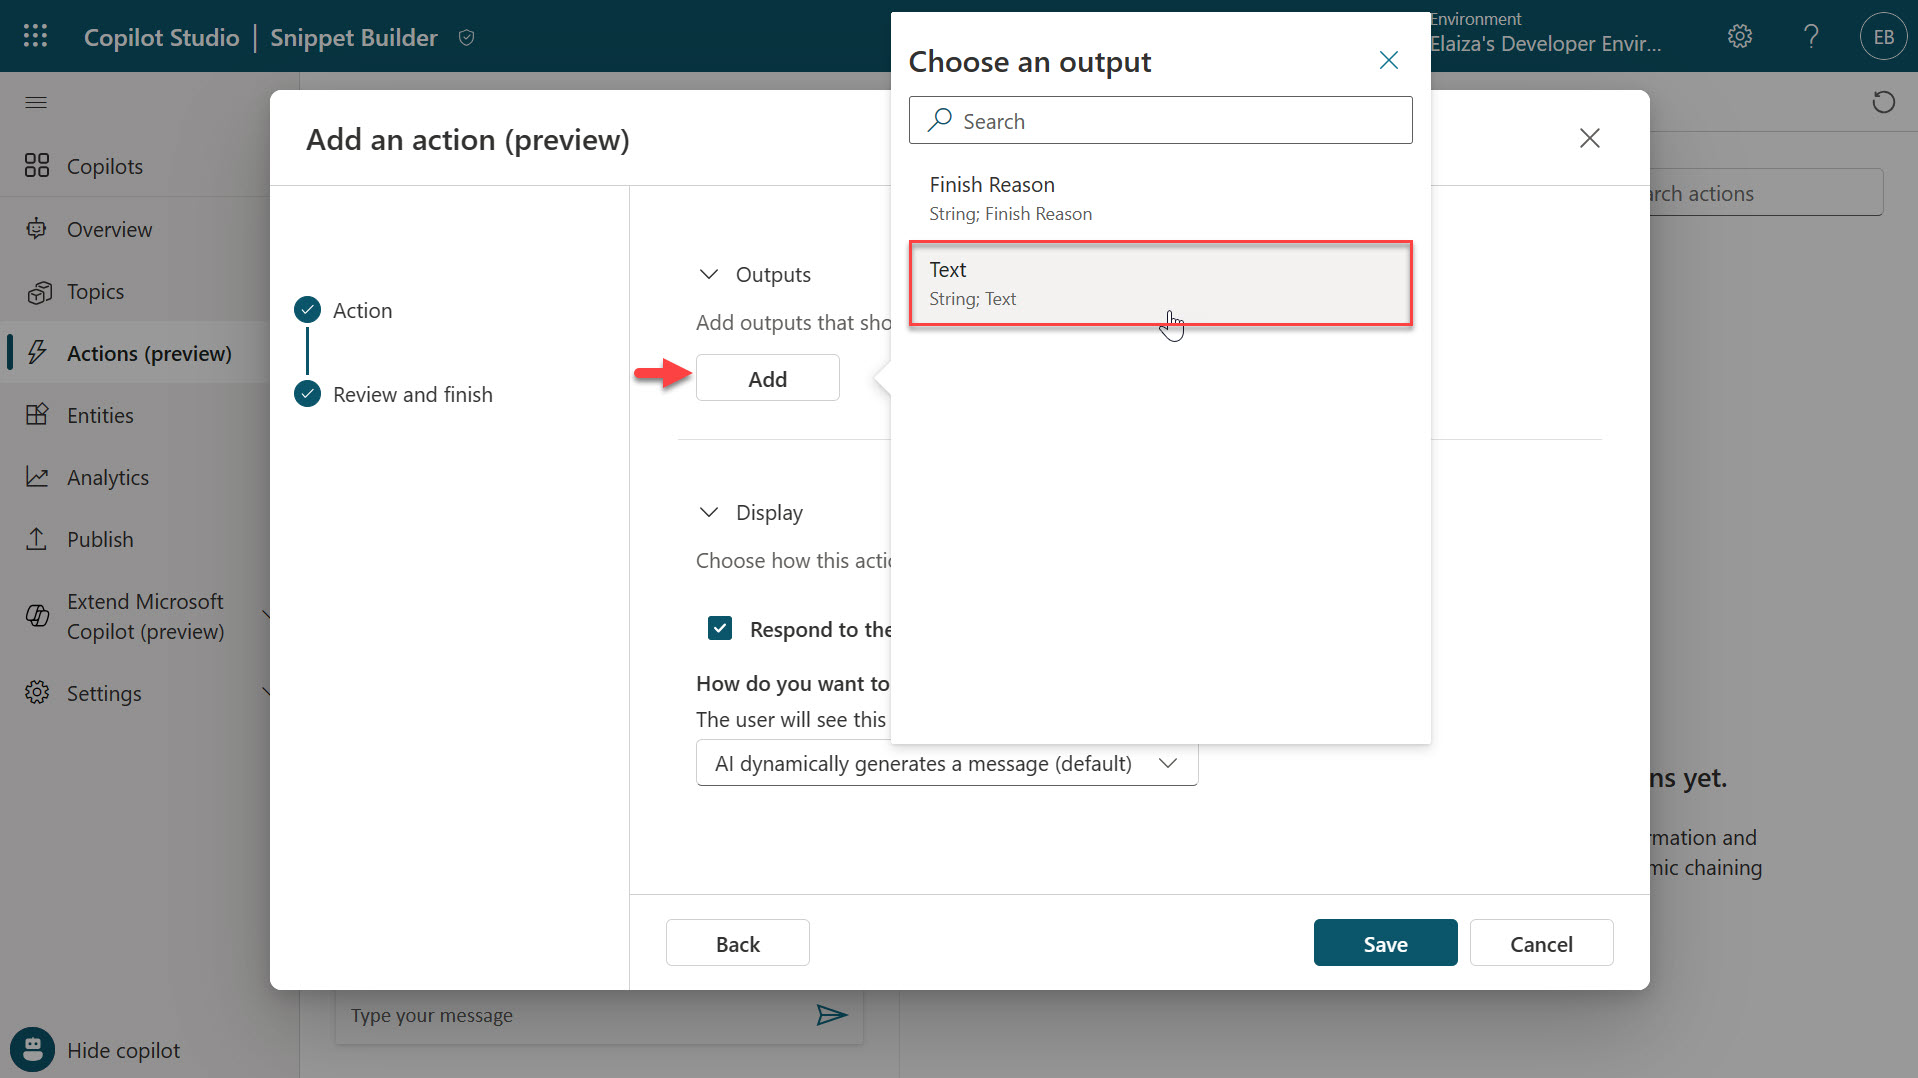 Copilot Studio | Snippet Builder
Environment
Elaiza's Developer Envir...
EB
Copilots
Overview
Topics
Actions (preview)
Entities
Analytics
Publish
Extend Microsoft
Copilot (preview)
Settings
Hide copilot
Add an action (preview)
Action
Review and finish
Outputs
Add outputs that sho
Add
Display
Choose how this actio
Respond to the
How do you want to
The user will see this
AI dynamically generates a message (default)
Back
Save
Cancel
Choose an output
Search
Finish Reason
String; Finish Reason
Text
String; Text
rch actions
ns yet.
rmation and
mic chaining
Type your message